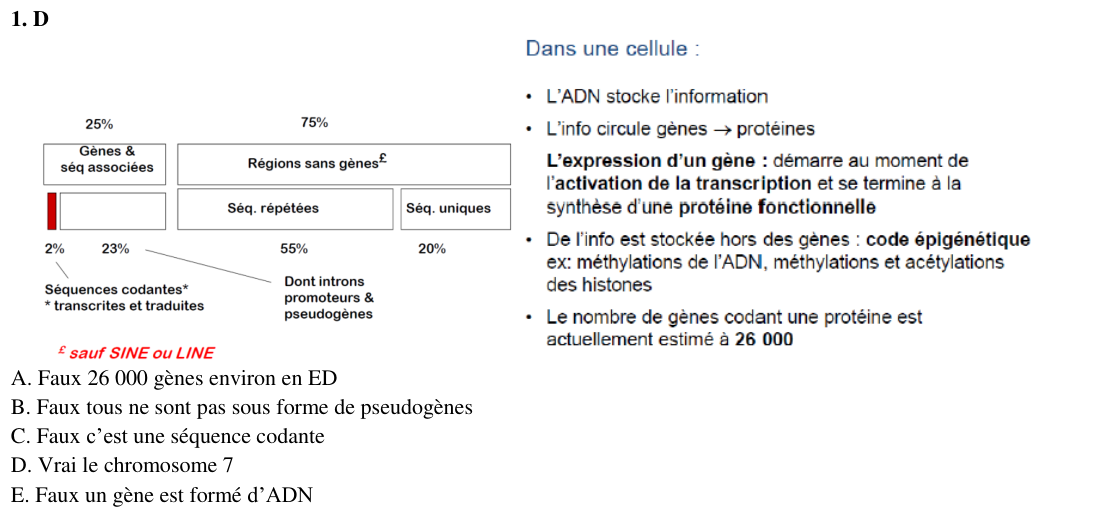 1. D
25%
75%
Gènes &
séq associées
Régions sans gènes£
Séq. répétées
Séq. uniques
2%
23%
55%
20%
Séquences codantes*
* transcrites et traduites
Dont introns
promoteurs &
pseudogènes
£ sauf SINE ou LINE
Dans une cellule :
• L'ADN stocke l'information
• L'info circule gènes → protéines
L'expression d'un gène : démarre au moment de
l'activation de la transcription et se termine à la
synthèse d'une protéine fonctionnelle
• De l'info est stockée hors des gènes : code épigénétique
ex: méthylations de l'ADN, méthylations et acétylations
des histones
• Le nombre de gènes codant une protéine est
actuellement estimé à 26 000
A. Faux 26 000 gènes environ en ED
B. Faux tous ne sont pas sous forme de pseudogènes
C. Faux c'est une séquence codante
D. Vrai le chromosome 7
E. Faux un gène est formé d'ADN